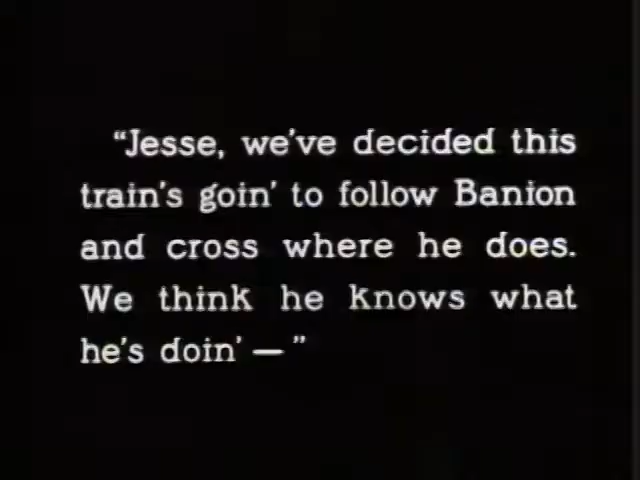 “Jesse, we've decided this
train's goin' to follow Banion
and cross where he does.
We think he knows what
he's doin' — ”